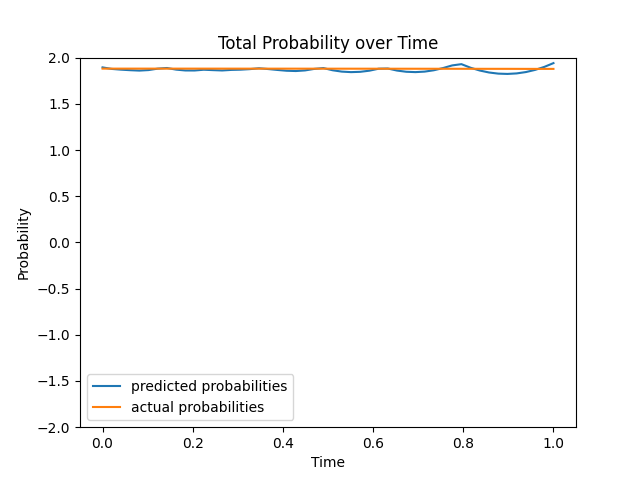 Total Probability over Time
2.0
1.5
1.0
0.5
0.0
−0.5
−1.0
−1.5
−2.0
Probability
predicted probabilities
actual probabilities
0.0 0.2 0.4 0.6 0.8 1.0
Time